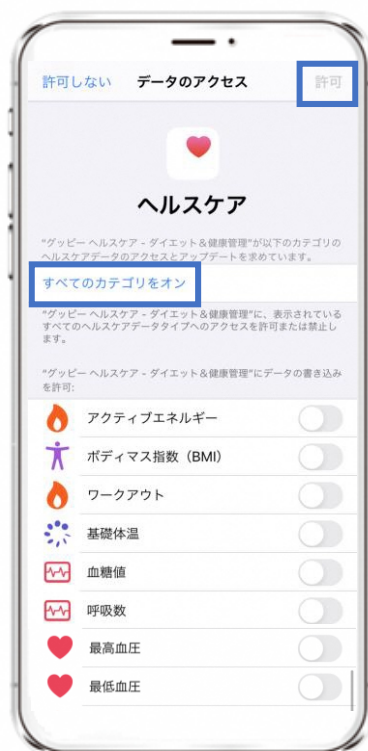 許可しない データのアクセス 許可
ヘルスケア
"グッピー ヘルスケア - ダイエット＆健康管理"が以下のカテゴリの
ヘルスケアデータのアクセスとアップデートを求めています。
すべてのカテゴリをオン
"グッピー ヘルスケア - ダイエット＆健康管理"に、表示されている
すべてのヘルスケアデータタイプへのアクセスを許可または禁止し
ます。
"グッピー ヘルスケア - ダイエット＆健康管理"にデータの書き込み
を許可:
アクティブエネルギー
ボディマス指数（BMI）
ワークアウト
基礎体温
血糖値
呼吸数
最高血圧
最低血圧